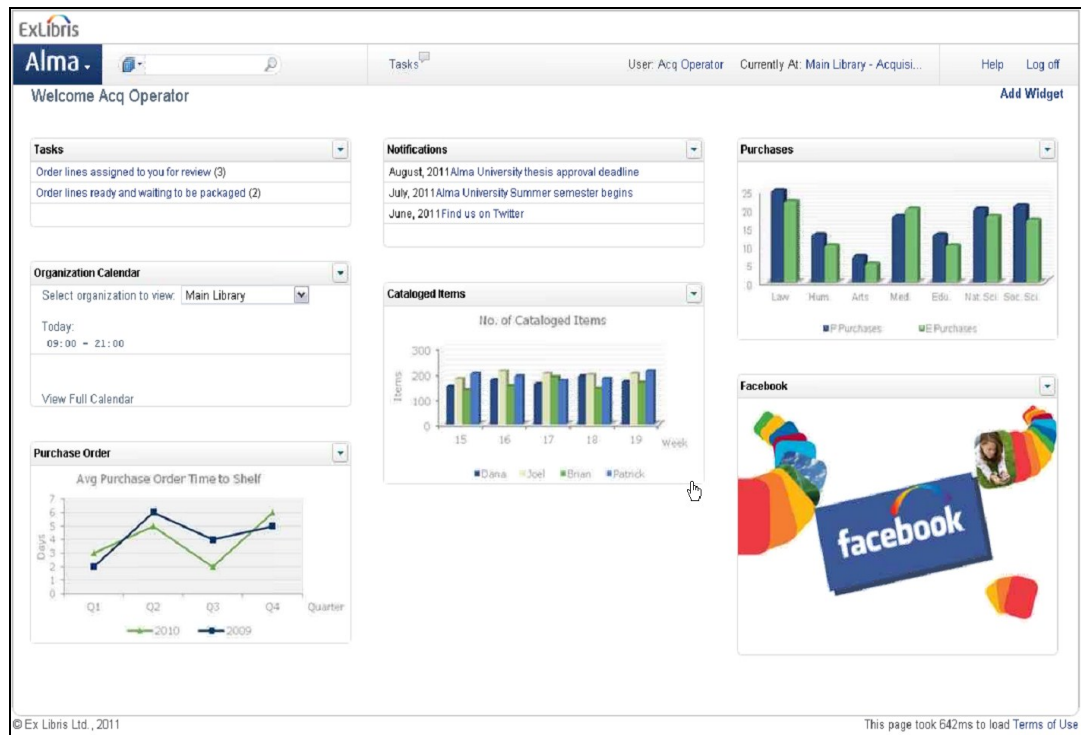 ExLibris
Alma
Tasks
User: Acq Operator
Currently At: Main Library - Acquisi...
Help
Log off
Welcome Acq Operator
Add Widget
Tasks
Order lines assigned to you for review (3)
Order lines ready and waiting to be packaged (2)
Organization Calendar
Select organization to view: Main Library
Today:
09:00 - 21:00
View Full Calendar
Purchase Order
Avg Purchase Order Time to Shelf
Days
7
6
5
4
3
2
1
0
Q1 Q2 Q3 Q4 Quarter
2010 2009
Notifications
August, 2011Alma University thesis approval deadline
July, 2011Alma University Summer semester begins
June, 2011Find us on Twitter
Cataloged Items
No. of Cataloged Items
Items
300
200
100
0
15 16 17 18 19 Week
Dana Joel Brian Patrick
Purchases
25
20
15
10
5
0
Law Hum. Arts Med. Edu. Nat. Sci. Soc. Sci.
P Purchases E Purchases
Facebook
facebook
© Ex Libris Ltd., 2011
This page took 642ms to load Terms of Use